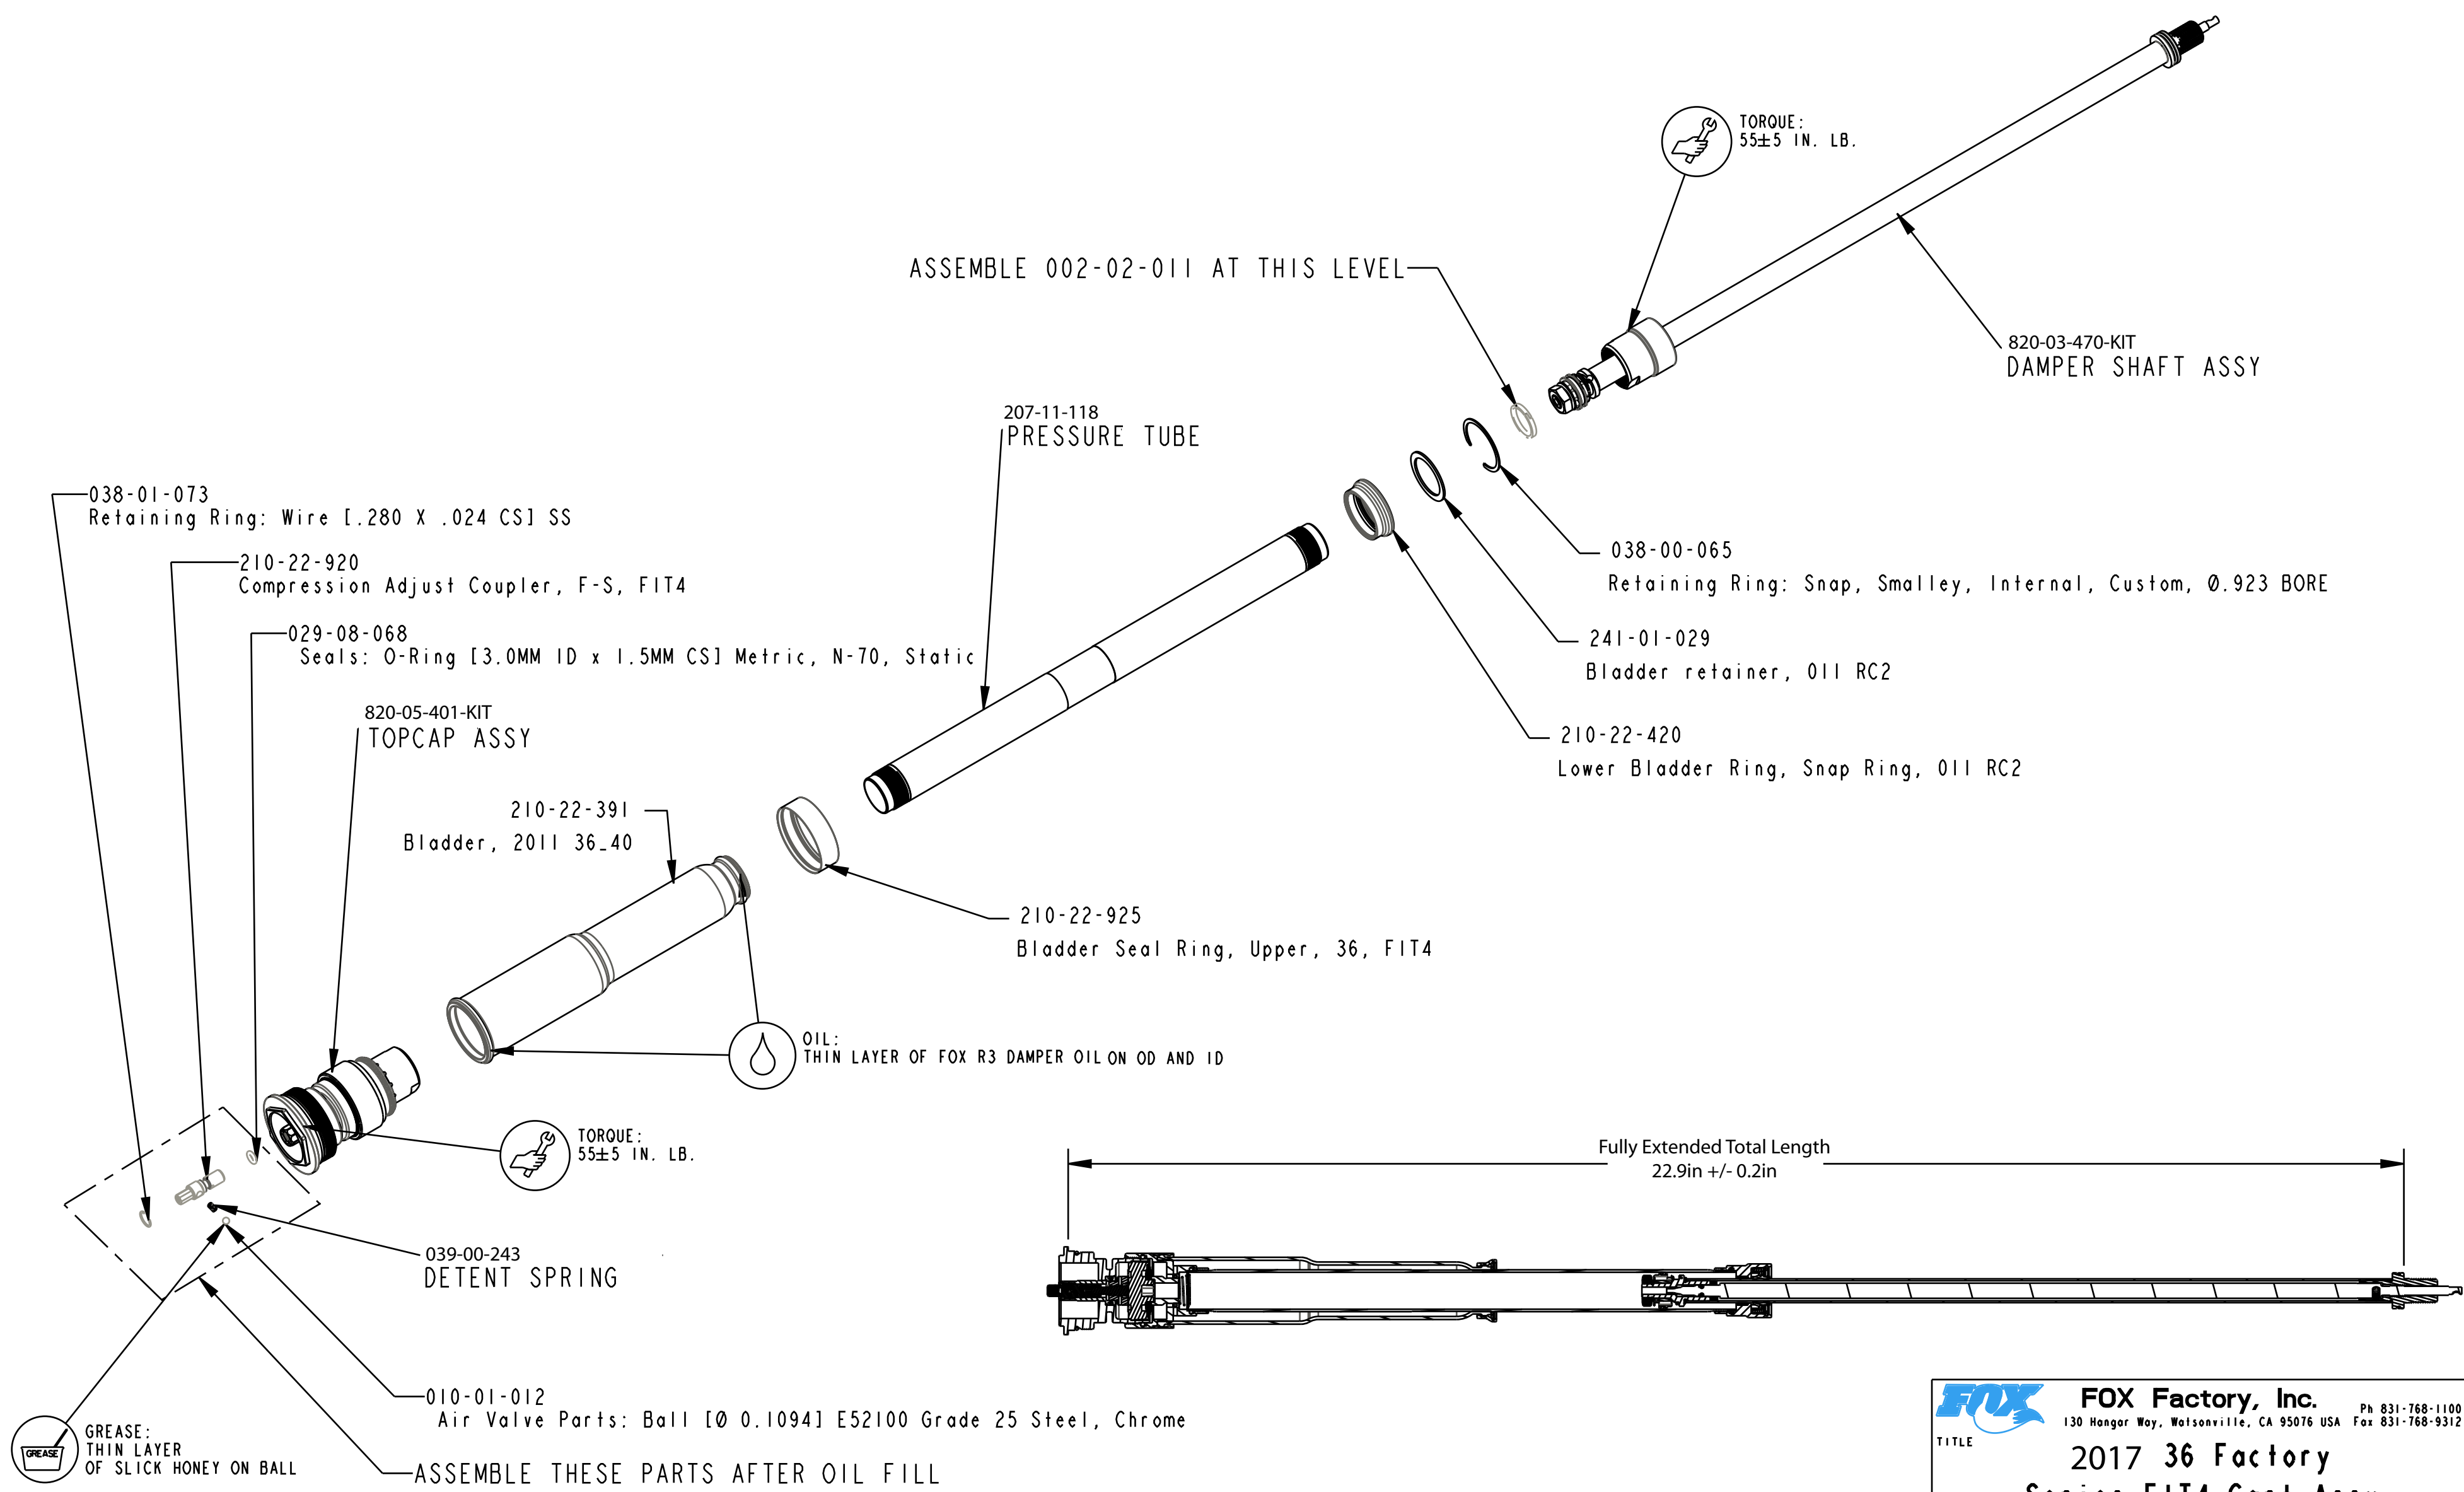 TORQUE:
55±5 IN. LB.
ASSEMBLE 002-02-011 AT THIS LEVEL
820-03-470-KIT
DAMPER SHAFT ASSY
207-11-118
PRESSURE TUBE
038-01-073
Retaining Ring: Wire [.280 X .024 CS] SS
210-22-920
Compression Adjust Coupler, F-S, FIT4
029-08-068
Seals: O-Ring [3.0MM ID x 1.5MM CS] Metric, N-70, Static
038-00-065
Retaining Ring: Snap, Smalley, Internal, Custom, Ø.923 BORE
241-01-029
Bladder retainer, 011 RC2
820-05-401-KIT
TOPCAP ASSY
210-22-420
Lower Bladder Ring, Snap Ring, 011 RC2
210-22-391
Bladder, 2011 36_40
210-22-925
Bladder Seal Ring, Upper, 36, FIT4
OIL:
THIN LAYER OF FOX R3 DAMPER OIL ON OD AND ID
TORQUE:
55±5 IN. LB.
Fully Extended Total Length
22.9in +/- 0.2in
039-00-243
DETENT SPRING
010-01-012
Air Valve Parts: Ball [Ø 0.1094] E52100 Grade 25 Steel, Chrome
GREASE
GREASE:
THIN LAYER
OF SLICK HONEY ON BALL
ASSEMBLE THESE PARTS AFTER OIL FILL
FOX
FOX Factory, Inc.
130 Hangar Way, Watsonville, CA 95076 USA
Ph 831-768-1100
Fax 831-768-9312
TITLE
2017 36 Factory
Series FIT4 Cart Assy